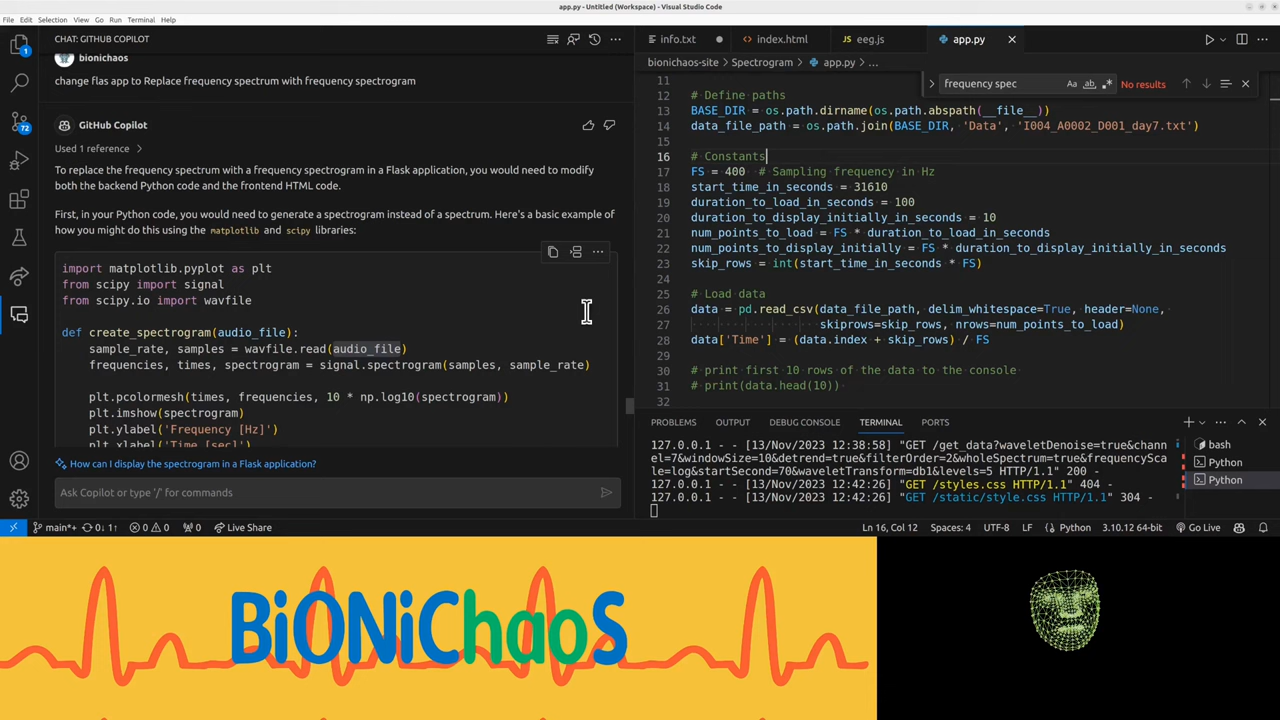 app.py - Untitled (Workspace) - Visual Studio Code
File Edit Selection View Go Run Terminal Help
CHAT: GITHUB COPILOT
bionichaos
change flas app to Replace frequency spectrum with frequency spectrogram
GitHub Copilot
Used 1 reference
To replace the frequency spectrum with a frequency spectrogram in a Flask application, you would need to modify
both the backend Python code and the frontend HTML code.
First, in your Python code, you would need to generate a spectrogram instead of a spectrum. Here's a basic example of
how you might do this using the matplotlib and scipy libraries:
import matplotlib.pyplot as plt
from scipy import signal
from scipy.io import wavfile
def create_spectrogram(audio_file):
sample_rate, samples = wavfile.read(audio_file)
frequencies, times, spectrogram = signal.spectrogram(samples, sample_rate)
plt.pcolormesh(times, frequencies, 10 * np.log10(spectrogram))
plt.imshow(spectrogram)
plt.ylabel('Frequency [Hz]')
plt.xlabel('Time [sec]')
How can I display the spectrogram in a Flask application?
Ask Copilot or type '/' for commands
info.txt index.html eeg.js app.py
bionichaos-site > Spectrogram > app.py > ...
frequency spec Aa ab .* No results
11
12 # Define paths
13 BASE_DIR = os.path.dirname(os.path.abspath(__file__))
14 data_file_path = os.path.join(BASE_DIR, 'Data', 'I004_A0002_D001_day7.txt')
15
16 # Constants
17 FS = 400 # Sampling frequency in Hz
18 start_time_in_seconds = 31610
19 duration_to_load_in_seconds = 100
20 duration_to_display_initially_in_seconds = 10
21 num_points_to_load = FS * duration_to_load_in_seconds
22 num_points_to_display_initially = FS * duration_to_display_initially_in_seconds
23 skip_rows = int(start_time_in_seconds * FS)
24
25 # Load data
26 data = pd.read_csv(data_file_path, delim_whitespace=True, header=None,
27 skiprows=skip_rows, nrows=num_points_to_load)
28 data['Time'] = (data.index + skip_rows) / FS
29
30 # print first 10 rows of the data to the console
31 # print(data.head(10))
32
PROBLEMS OUTPUT DEBUG CONSOLE TERMINAL PORTS
127.0.0.1 - - [13/Nov/2023 12:38:58] "GET /get_data?waveletDenoise=true&chann
el=7&windowSize=10&detrend=true&filterOrder=2&wholeSpectrum=true&frequencySca
le=log&startSecond=70&waveletTransform=db1&levels=5 HTTP/1.1" 200 -
127.0.0.1 - - [13/Nov/2023 12:42:26] "GET /styles.css HTTP/1.1" 404 -
127.0.0.1 - - [13/Nov/2023 12:42:26] "GET /static/style.css HTTP/1.1" 304 -
bash
Python
Python
1
72
main*+ 0↓ 1↑ 0 0 0 Live Share
Ln 16, Col 12 Spaces: 4 UTF-8 LF Python 3.10.12 64-bit Go Live
BiONiChaoS